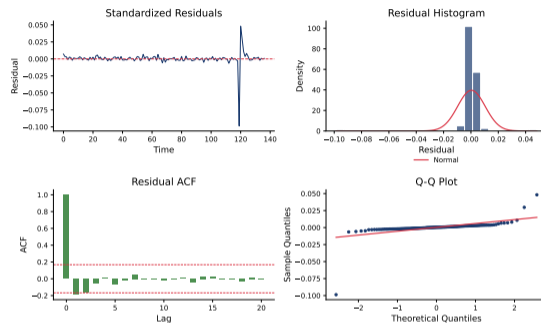 Standardized Residuals
0.050
0.025
0.000
−0.025
−0.050
−0.075
−0.100
Residual
0 20 40 60 80 100 120 140
Time
Residual Histogram
100
80
60
40
20
0
Density
−0.10 −0.08 −0.06 −0.04 −0.02 0.00 0.02 0.04
Residual
Normal
Residual ACF
1.0
0.8
0.6
0.4
0.2
0.0
−0.2
ACF
0 5 10 15 20
Lag
Q-Q Plot
0.050
0.025
0.000
−0.025
−0.050
−0.075
−0.100
Sample Quantiles
−2 −1 0 1 2
Theoretical Quantiles